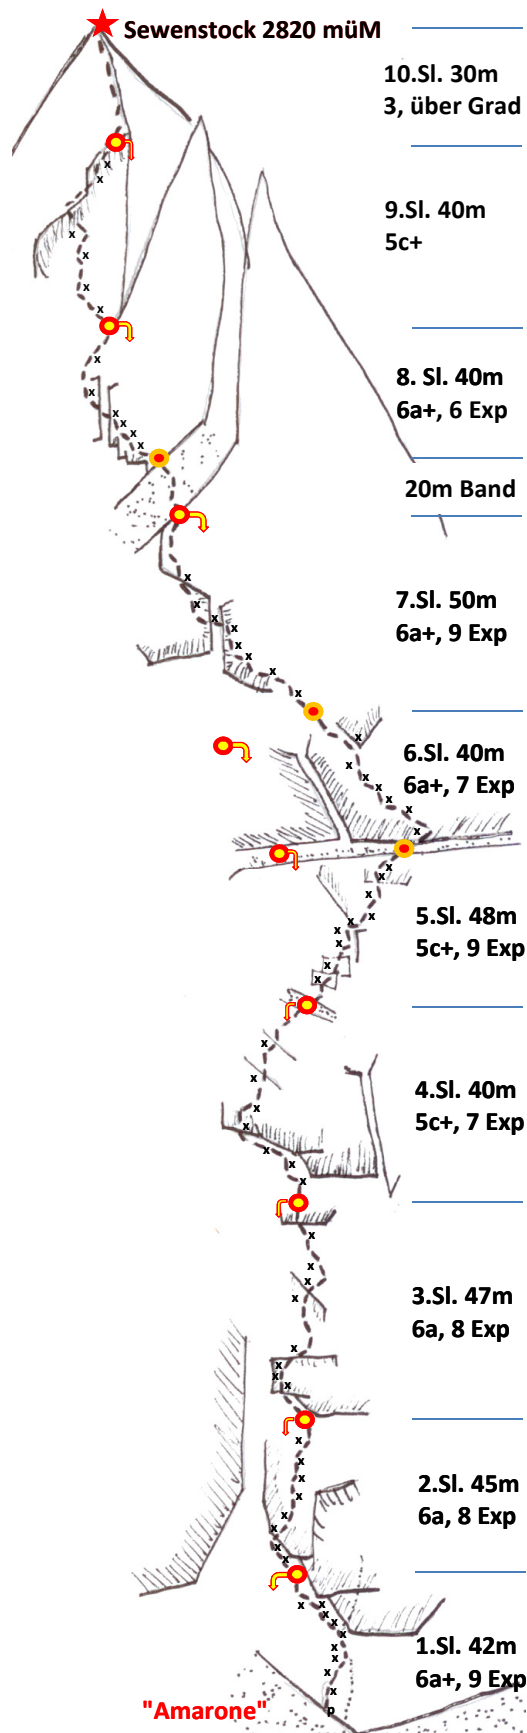 Sewenstock 2820 müM
10.Sl. 30m
3, über Grad
9.Sl. 40m
5c+
8. Sl. 40m
6a+, 6 Exp
20m Band
7.Sl. 50m
6a+, 9 Exp
6.Sl. 40m
6a+, 7 Exp
5.Sl. 48m
5c+, 9 Exp
4.Sl. 40m
5c+, 7 Exp
3.Sl. 47m
6a, 8 Exp
2.Sl. 45m
6a, 8 Exp
1.Sl. 42m
6a+, 9 Exp
p
"Amarone"